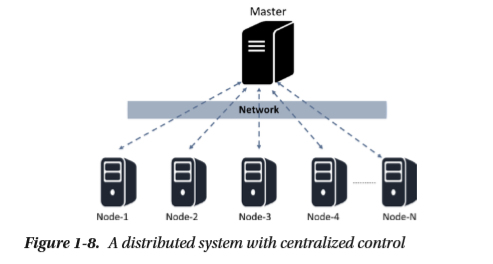 Master
Network
Node-1 Node-2 Node-3 Node-4 Node-N
Figure 1-8. A distributed system with centralized control